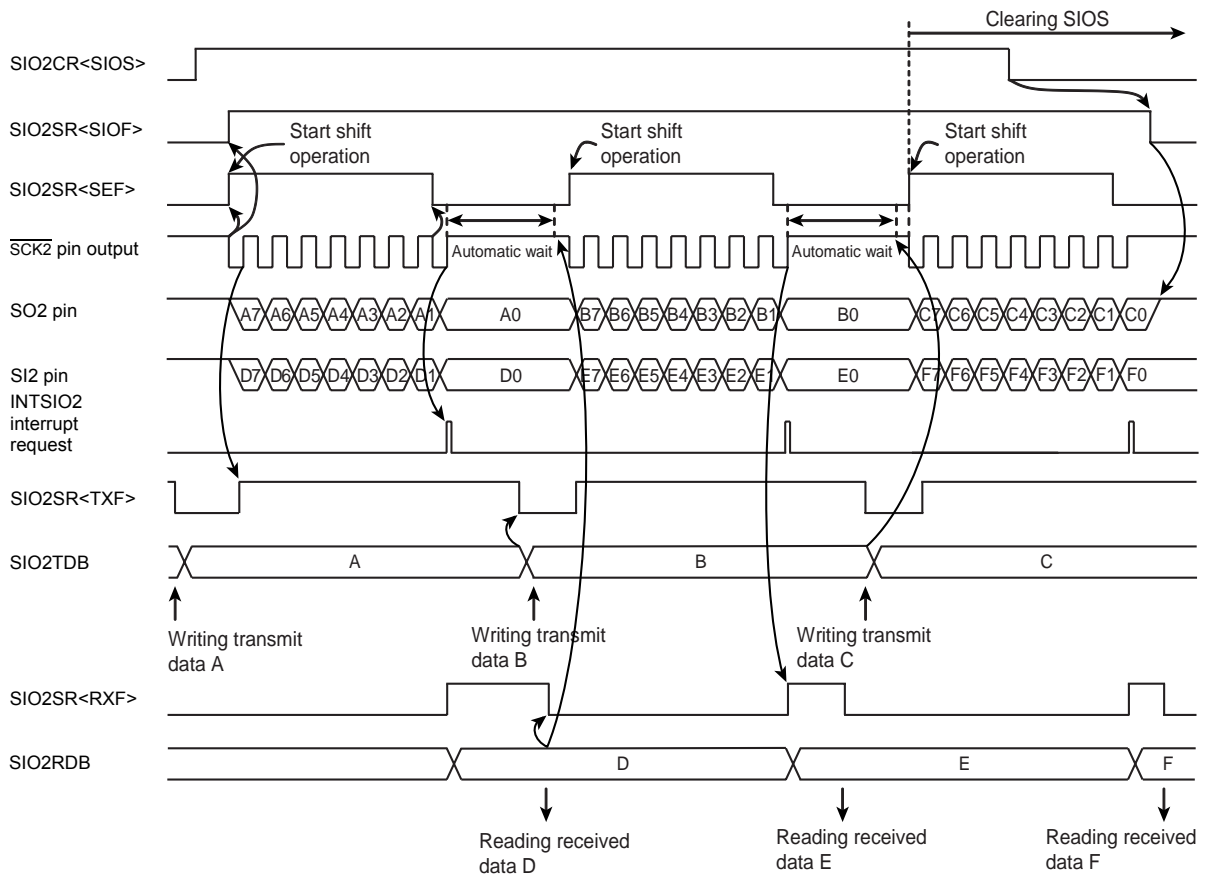 Clearing SIOS
SIO2CR<SIOS>
SIO2SR<SIOF>
Start shift
operation
Start shift
operation
Start shift
operation
SIO2SR<SEF>
SCK2 pin output
Automatic wait
Automatic wait
SO2 pin
A7 A6 A5 A4 A3 A2 A1 A0 B7 B6 B5 B4 B3 B2 B1 B0 C7 C6 C5 C4 C3 C2 C1 C0
SI2 pin
D7 D6 D5 D4 D3 D2 D1 D0 E7 E6 E5 E4 E3 E2 E1 E0 F7 F6 F5 F4 F3 F2 F1 F0
INTSIO2
interrupt
request
SIO2SR<TXF>
SIO2TDB
A B C
Writing transmit
data A
Writing transmit
data B
Writing transmit
data C
SIO2SR<RXF>
SIO2RDB
D E F
Reading received
data D
Reading received
data E
Reading received
data F